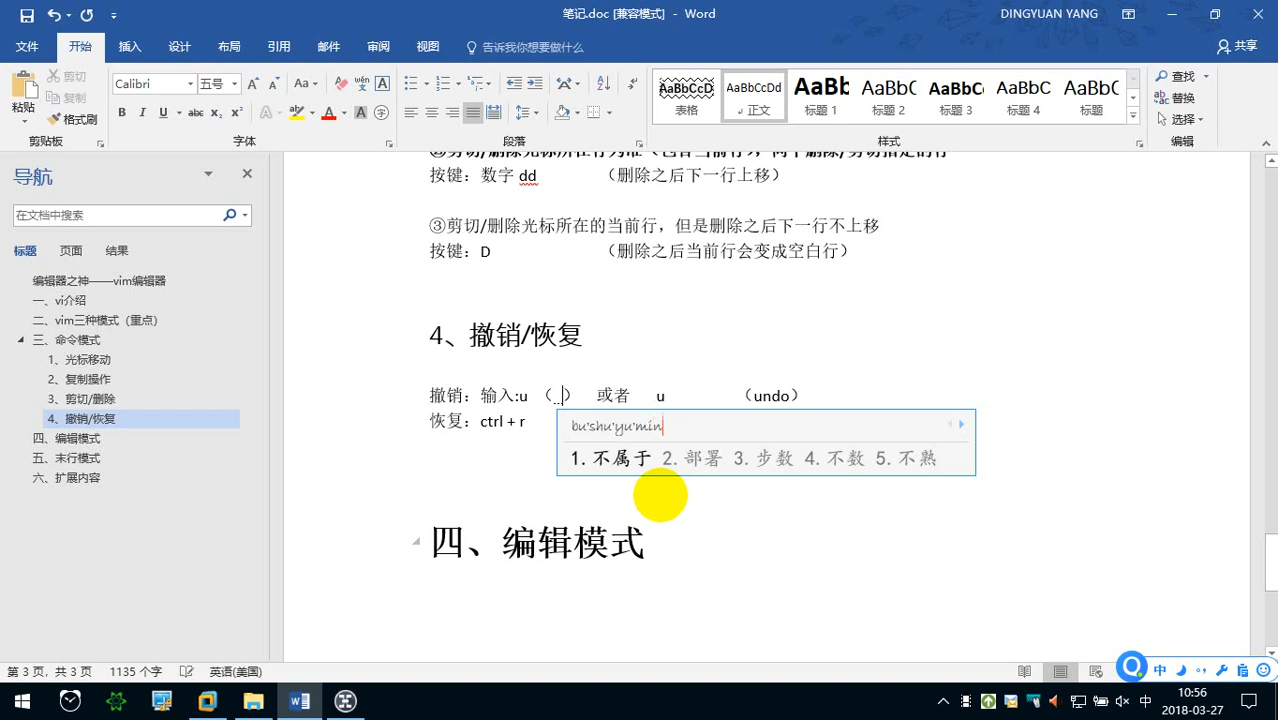 笔记.doc [兼容模式] - Word
DINGYUAN YANG
文件 开始 插入 设计 布局 引用 邮件 审阅 视图 告诉我你想要做什么 共享
粘贴 剪切
复制
格式刷
Calibri 五号
AaBbCcD AaBbCcDd AaBb AaBbC AaBbC AaBbC AaBbC
表格 正文 标题 1 标题 2 标题 3 标题 4 标题
查找
替换
选择
剪贴板 字体 段落 样式 编辑
导航
在文档中搜索
标题 页面 结果
编辑器之神——vim编辑器
一、vi介绍
二、vim三种模式（重点）
三、命令模式
1、光标移动
2、复制操作
3、剪切/删除
4、撤销/恢复
四、编辑模式
五、末行模式
六、扩展内容
按键：数字 dd （删除之后下一行上移）
③剪切/删除光标所在的当前行，但是删除之后下一行不上移
按键：D （删除之后当前行会变成空白行）
4、撤销/恢复
撤销：输入:u （ ） 或者 u （undo）
恢复：ctrl + r
bu'shu'yu'min
1. 不属于 2. 部署 3. 步数 4. 不数 5. 不熟
四、编辑模式
第 3 页，共 3 页 1135 个字 英语(美国)
中
中
10:56
2018-03-27